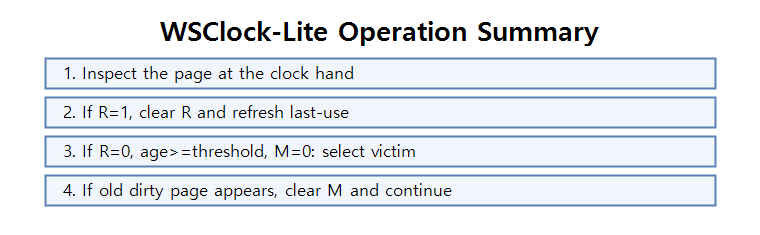 WSClock-Lite Operation Summary
1. Inspect the page at the clock hand
2. If R=1, clear R and refresh last-use
3. If R=0, age>=threshold, M=0: select victim
4. If old dirty page appears, clear M and continue